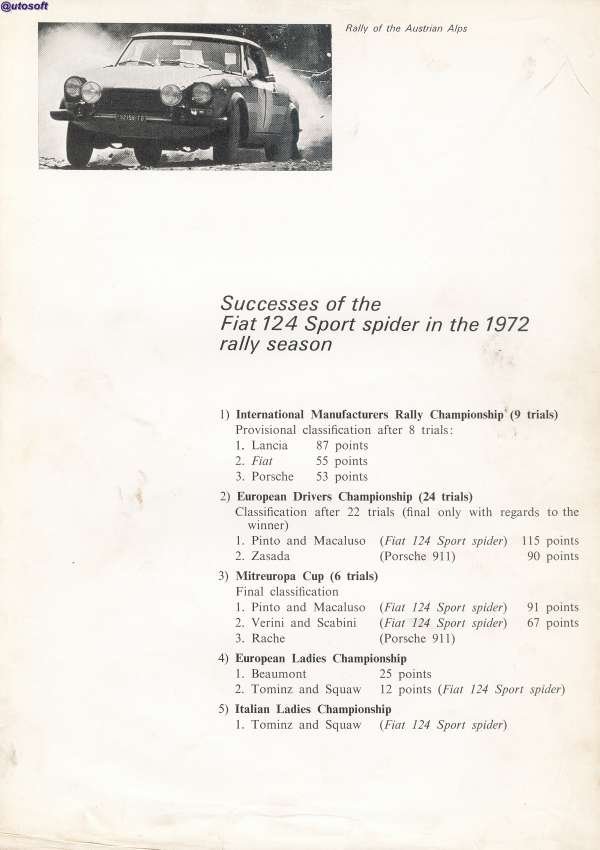 @utosoft
Rally of the Austrian Alps
Successes of the
Fiat 124 Sport spider in the 1972
rally season
1) International Manufacturers Rally Championship (9 trials)
Provisional classification after 8 trials:
1. Lancia 87 points
2. Fiat 55 points
3. Porsche 53 points
2) European Drivers Championship (24 trials)
Classification after 22 trials (final only with regards to the
winner)
1. Pinto and Macaluso (Fiat 124 Sport spider) 115 points
2. Zasada (Porsche 911) 90 points
3) Mitreuropa Cup (6 trials)
Final classification
1. Pinto and Macaluso (Fiat 124 Sport spider) 91 points
2. Verini and Scabini (Fiat 124 Sport spider) 67 points
3. Rache (Porsche 911)
4) European Ladies Championship
1. Beaumont 25 points
2. Tominz and Squaw 12 points (Fiat 124 Sport spider)
5) Italian Ladies Championship
1. Tominz and Squaw (Fiat 124 Sport spider)